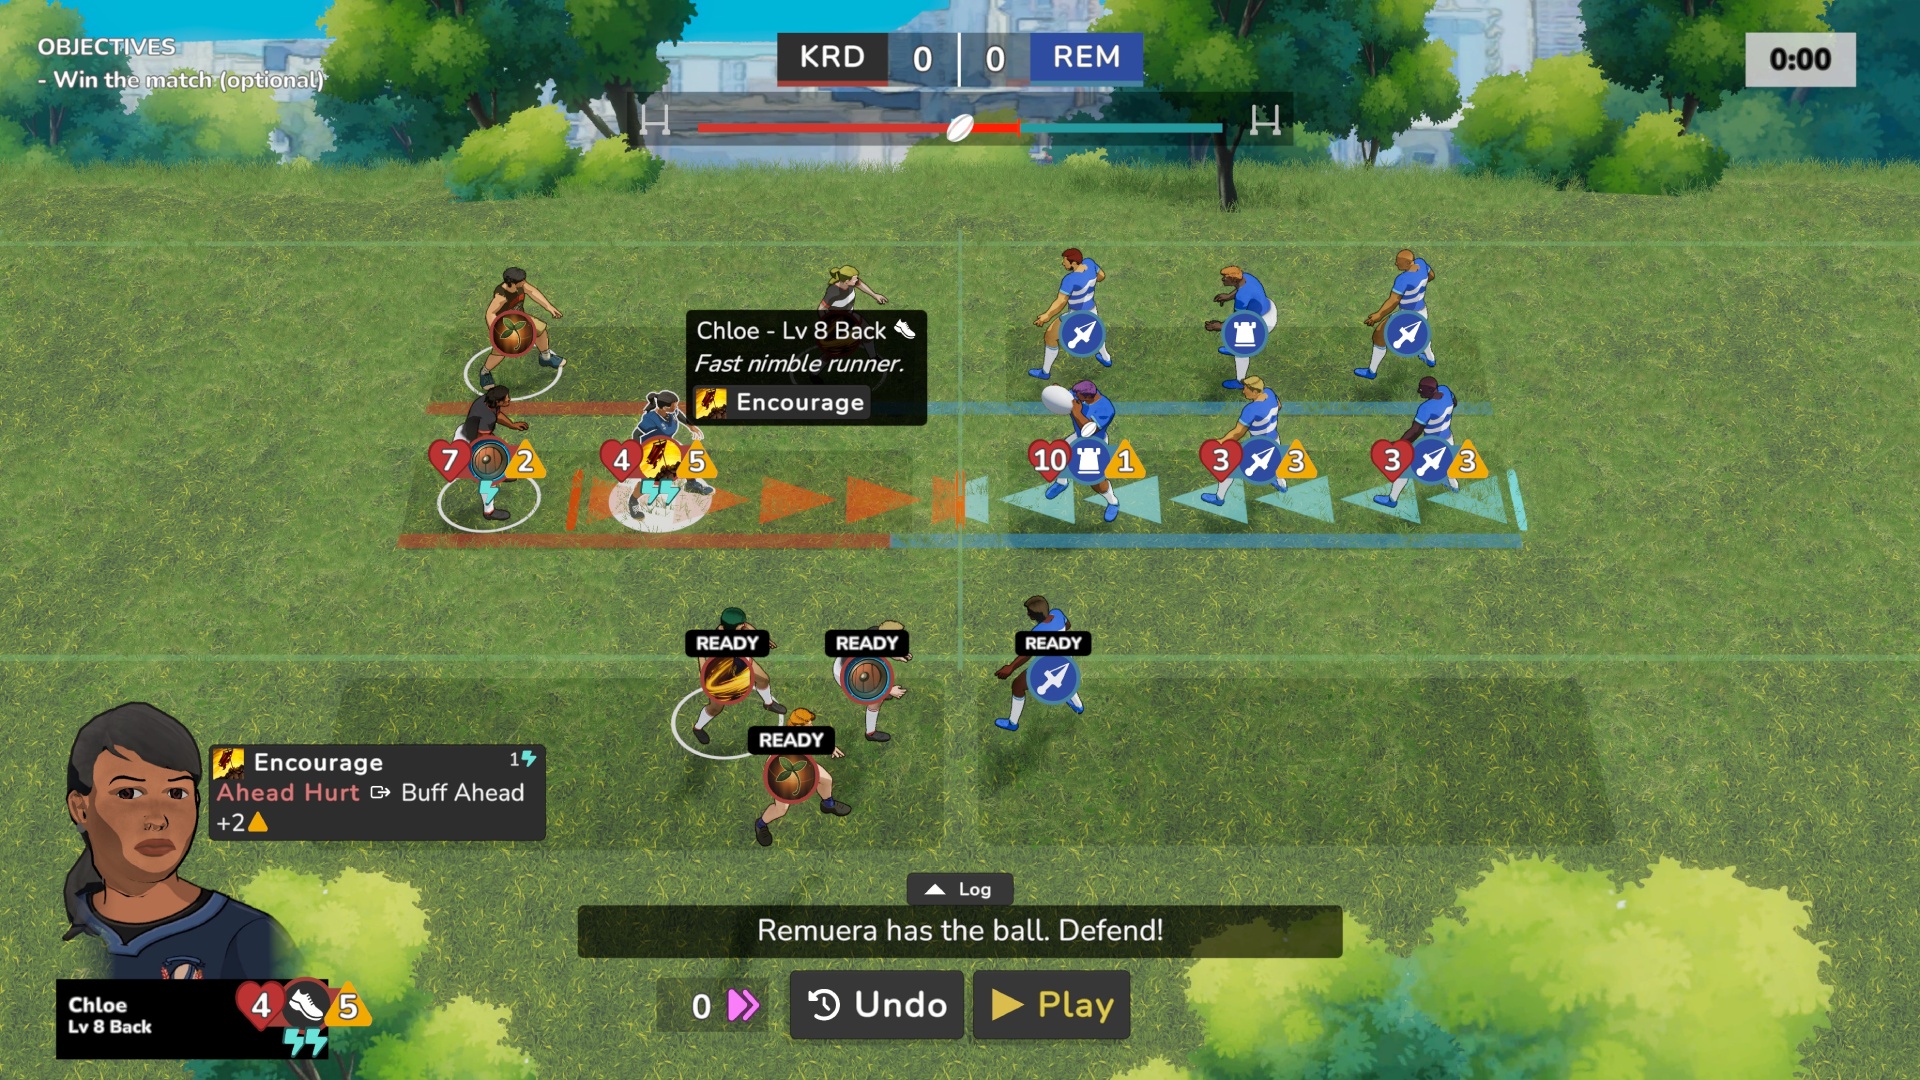 OBJECTIVES
- Win the match (optional)
KRD 0 0 REM
0:00
Chloe - Lv 8 Back
Fast nimble runner.
Encourage
7 2 4 5 10 1 3 3 3 3
READY READY READY
READY
Encourage 1
Ahead Hurt Buff Ahead
+2
Log
Remuera has the ball. Defend!
Chloe
Lv 8 Back
4 5
0 Undo Play